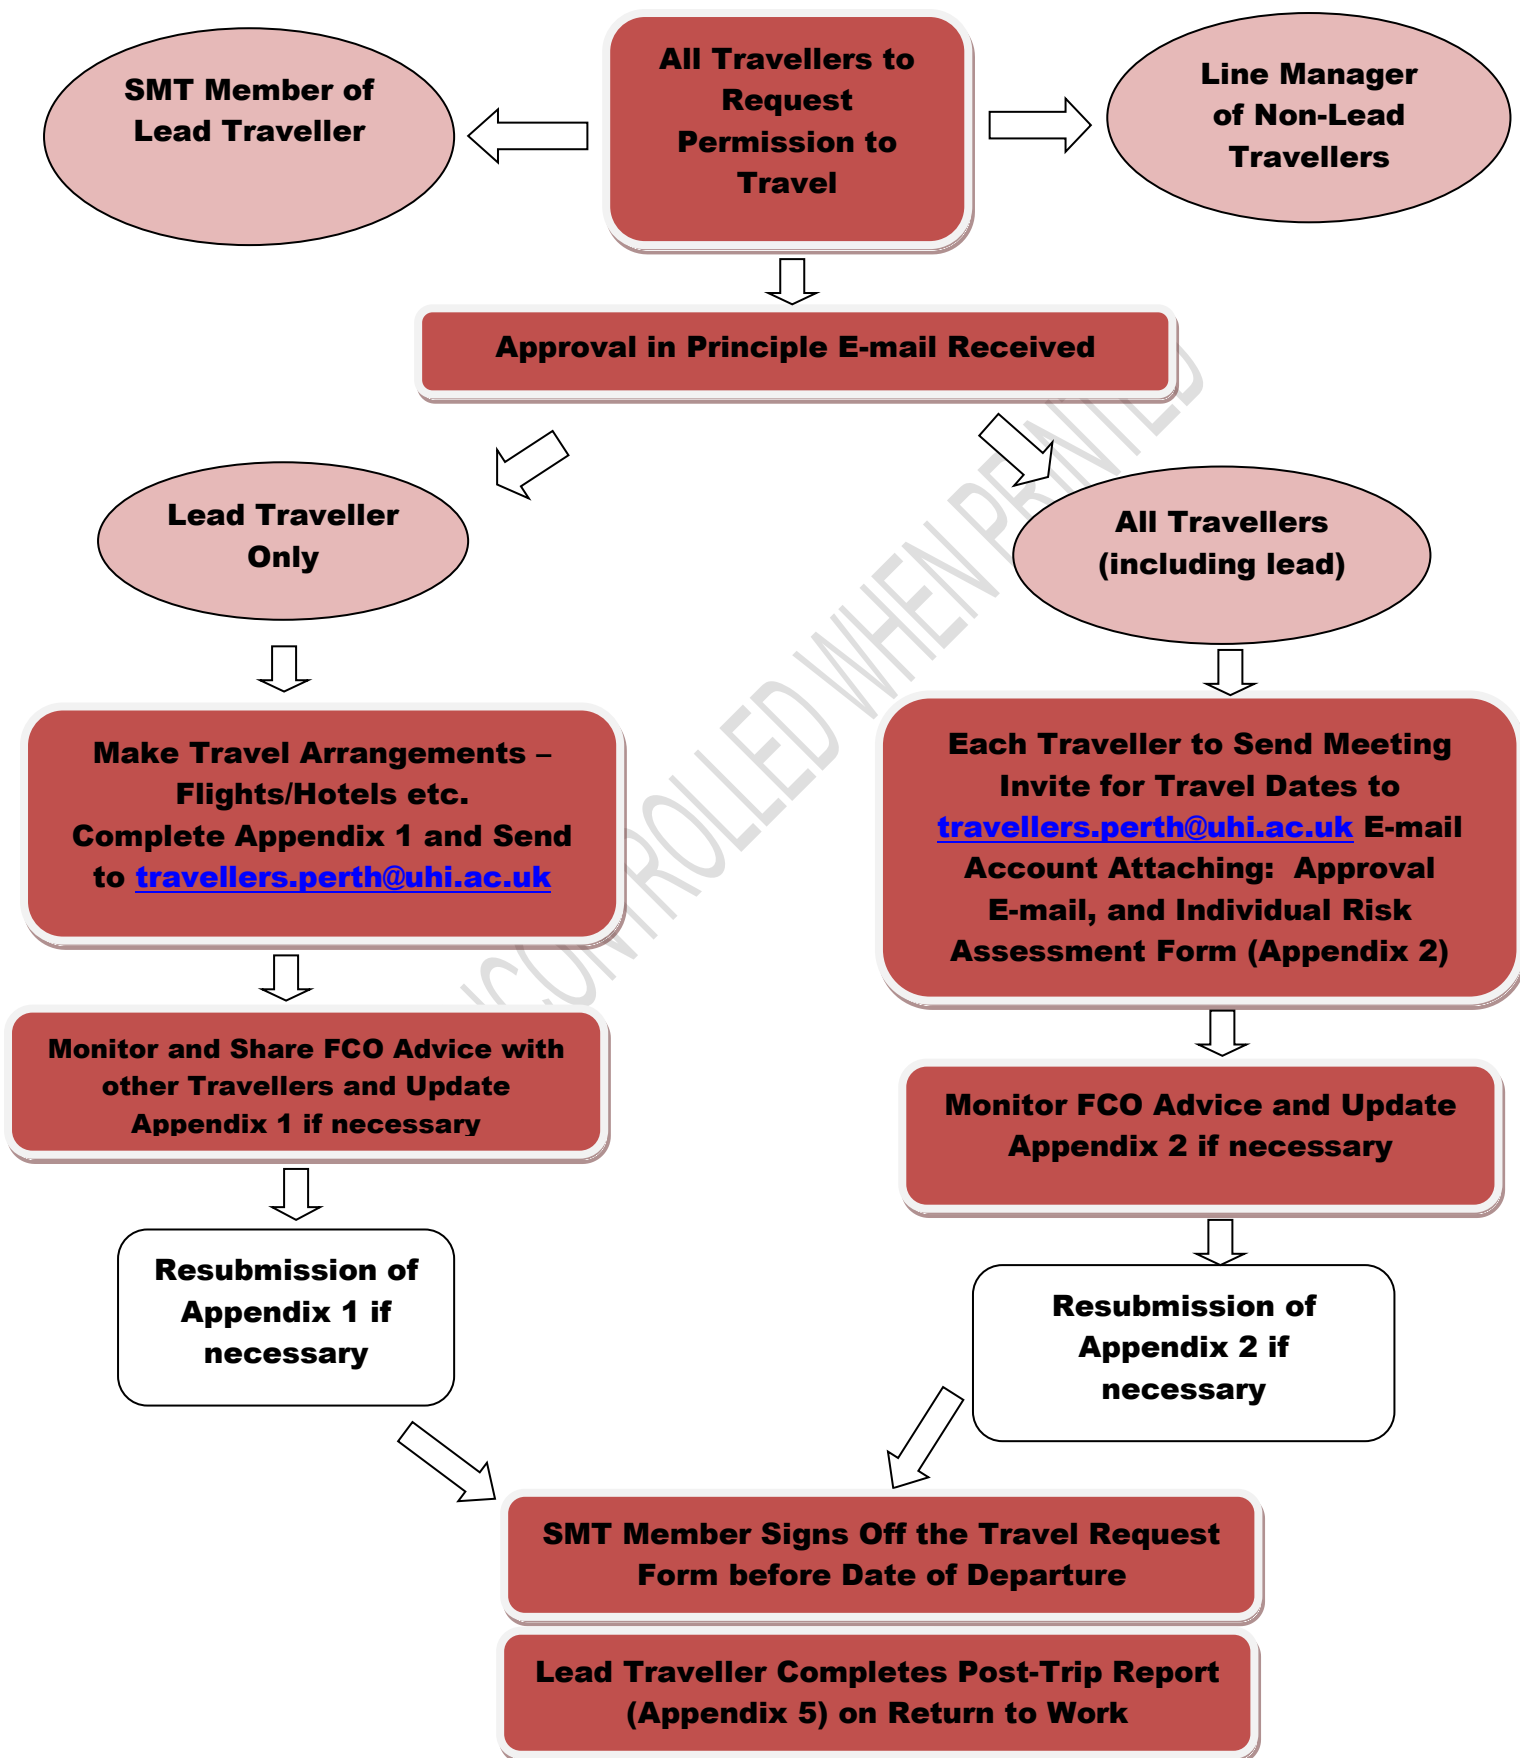 SMT Member of
Lead Traveller
All Travellers to
Request
Permission to
Travel
Line Manager
of Non-Lead
Travellers
Approval in Principle E-mail Received
Lead Traveller
Only
All Travellers
(including lead)
Make Travel Arrangements –
Flights/Hotels etc.
Complete Appendix 1 and Send
to travellers.perth@uhi.ac.uk
Each Traveller to Send Meeting
Invite for Travel Dates to
travellers.perth@uhi.ac.uk E-mail
Account Attaching: Approval
E-mail, and Individual Risk
Assessment Form (Appendix 2)
Monitor and Share FCO Advice with
other Travellers and Update
Appendix 1 if necessary
Monitor FCO Advice and Update
Appendix 2 if necessary
Resubmission of
Appendix 1 if
necessary
Resubmission of
Appendix 2 if
necessary
SMT Member Signs Off the Travel Request
Form before Date of Departure
Lead Traveller Completes Post-Trip Report
(Appendix 5) on Return to Work
NCONTROLLED WHEN PRINTED